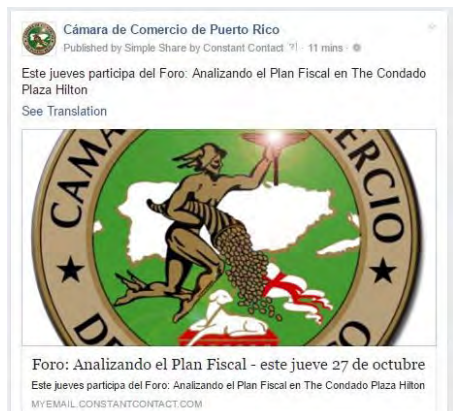 Cámara de Comercio de Puerto Rico
Published by Simple Share by Constant Contact [?] · 11 mins ·
Este jueves participa del Foro: Analizando el Plan Fiscal en The Condado
Plaza Hilton
See Translation
CAMA
ERCIO
DE
O
Foro: Analizando el Plan Fiscal - este jueve 27 de octubre
Este jueves participa del Foro: Analizando el Plan Fiscal en The Condado Plaza Hilton
MYEMAIL.CONSTANTCONTACT.COM